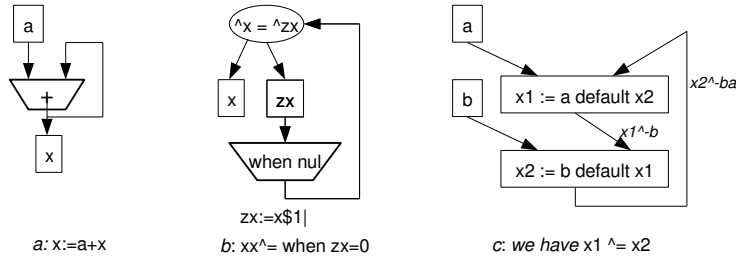 a
+
x
a: x:=a+x
^x = ^zx
x
zx
when nul
zx:=x$1|
b: xx^= when zx=0
a
b
x1 := a default x2
x2^-ba
x1^-b
x2 := b default x1
c: we have x1 ^= x2